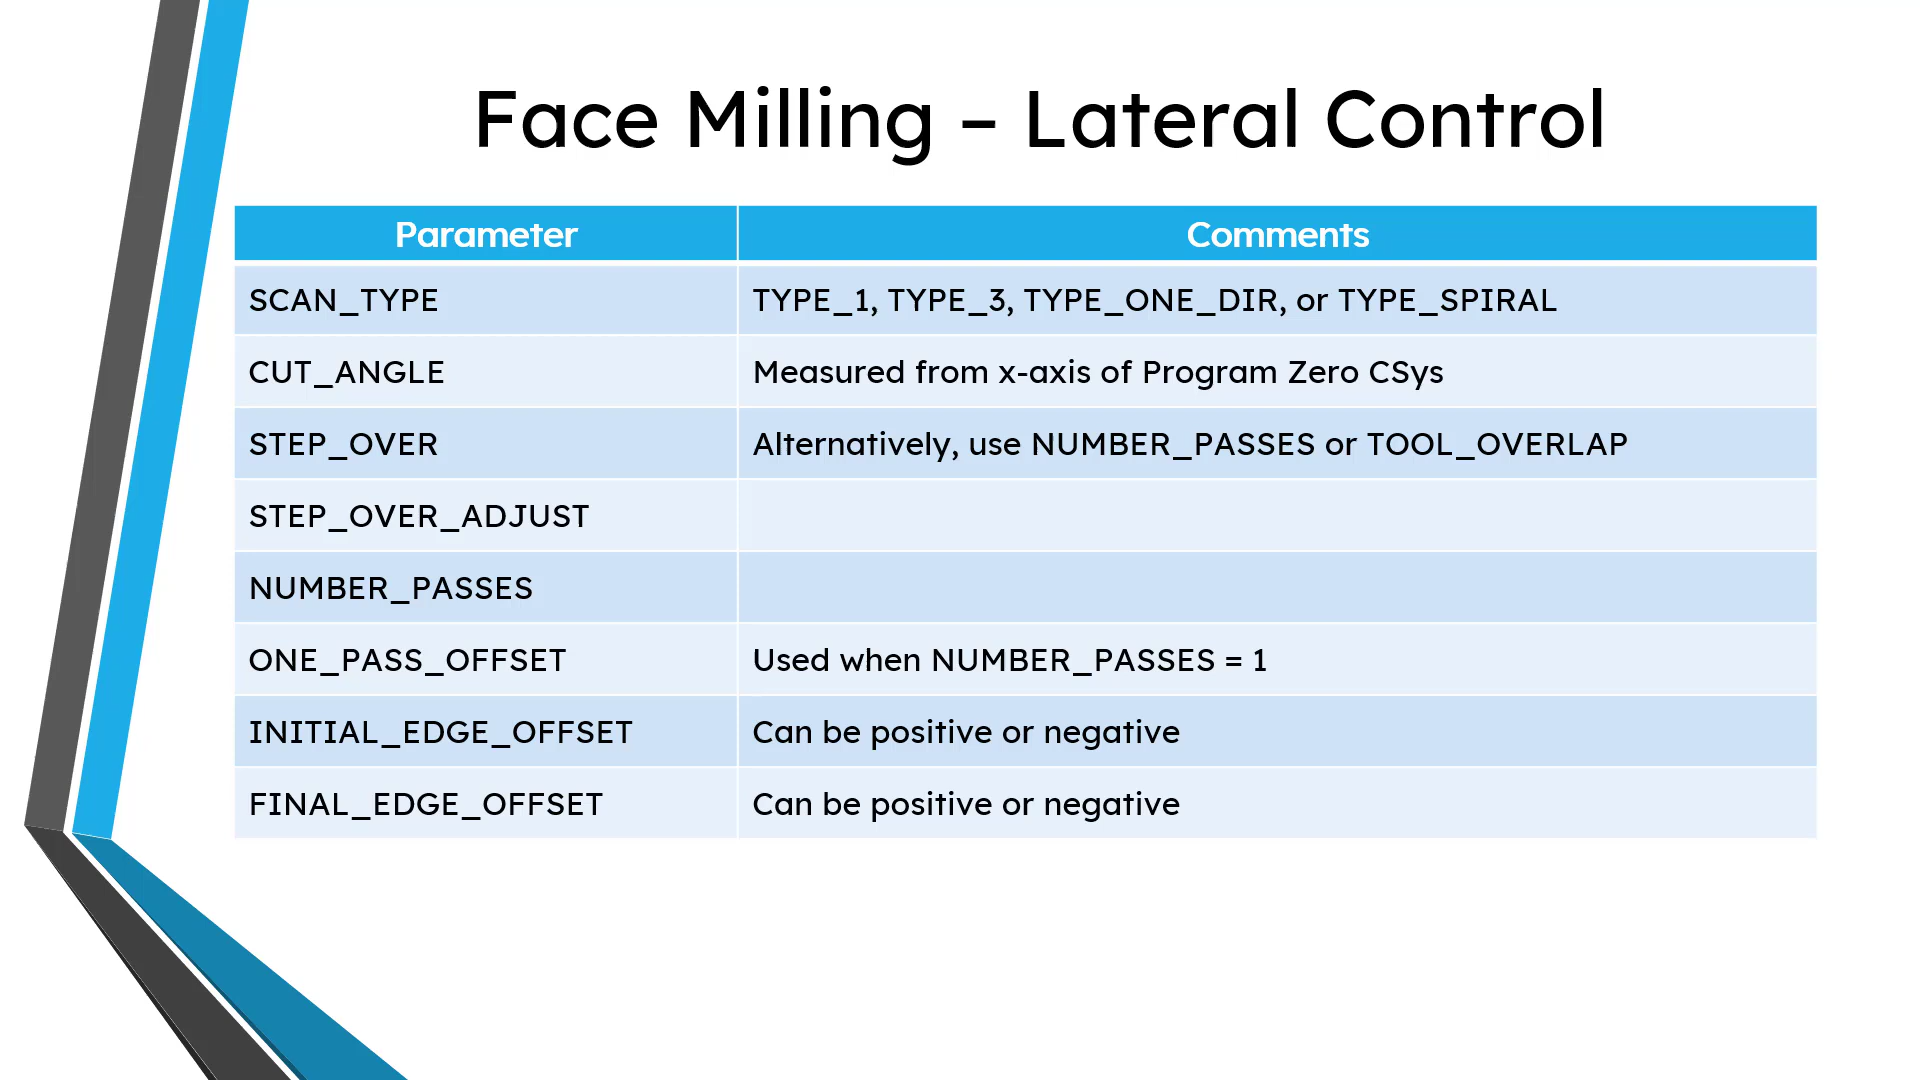 Face Milling – Lateral Control
Parameter Comments
SCAN_TYPE TYPE_1, TYPE_3, TYPE_ONE_DIR, or TYPE_SPIRAL
CUT_ANGLE Measured from x-axis of Program Zero CSys
STEP_OVER Alternatively, use NUMBER_PASSES or TOOL_OVERLAP
STEP_OVER_ADJUST
NUMBER_PASSES
ONE_PASS_OFFSET Used when NUMBER_PASSES = 1
INITIAL_EDGE_OFFSET Can be positive or negative
FINAL_EDGE_OFFSET Can be positive or negative